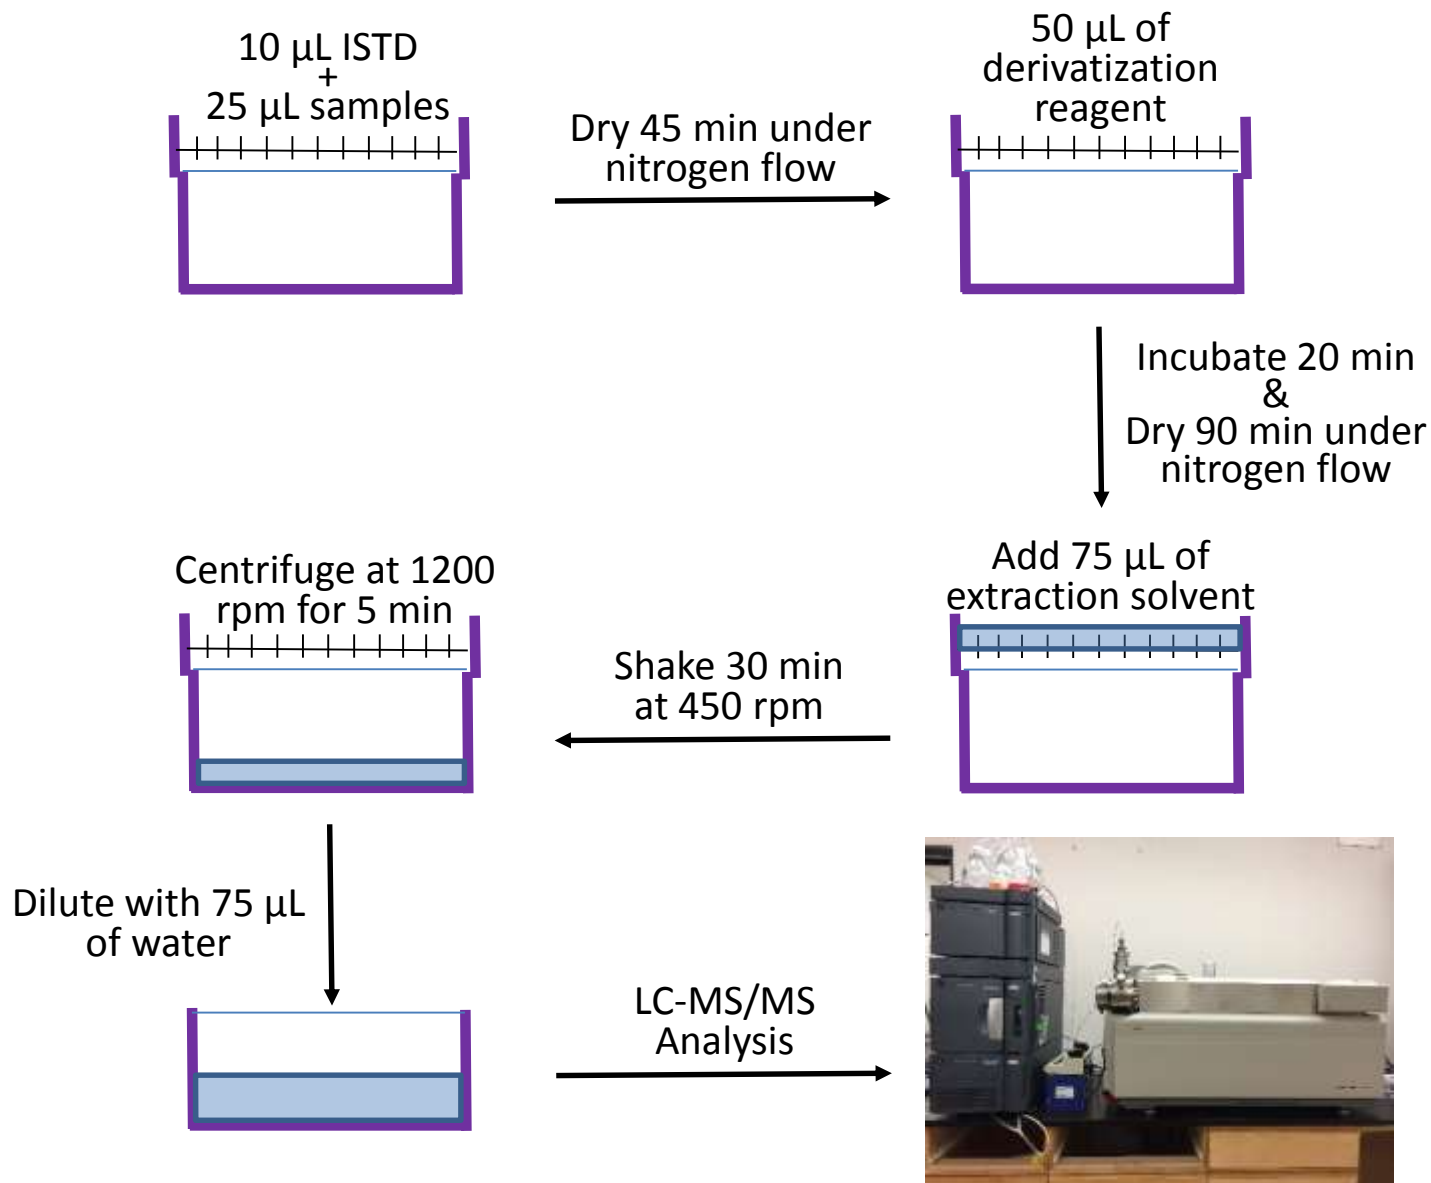 10 µL ISTD
+
25 µL samples
Dry 45 min under
nitrogen flow
50 µL of
derivatization
reagent
Incubate 20 min
&
Dry 90 min under
nitrogen flow
Add 75 µL of
extraction solvent
Shake 30 min
at 450 rpm
Centrifuge at 1200
rpm for 5 min
Dilute with 75 µL
of water
LC-MS/MS
Analysis